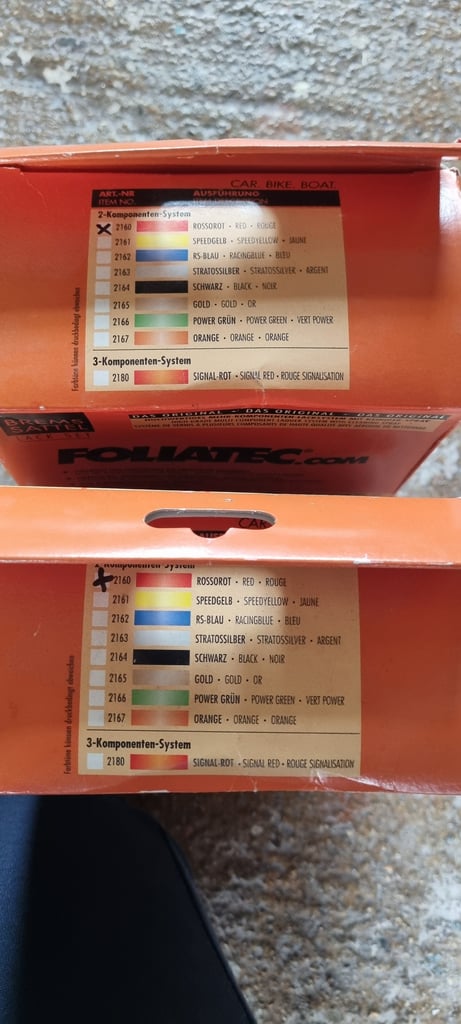 CAR. BIKE. BOAT.
ART.-NR AUSFÜHRUNG
ITEM NO.
2-Komponenten-System
2160 ROSSOROT • RED • ROUGE
2161 SPEEDGELB • SPEEDYELLOW • JAUNE
2162 RS-BLAU • RACINGBLUE • BLEU
2163 STRATOSSILBER • STRATOSSILVER • ARGENT
2164 SCHWARZ • BLACK • NOIR
2165 GOLD • GOLD • OR
2166 POWER GRÜN • POWER GREEN • VERT POWER
2167 ORANGE • ORANGE • ORANGE
3-Komponenten-System
2180 SIGNAL-ROT • SIGNAL RED • ROUGE SIGNALISATION
Farbtöne können druckbedingt abweichen
DAS ORIGINAL • DAS ORIGINAL • DAS ORIGINAL
LACK SET
FOLIATEC.COM
CAR
2-Komponenten-System
2160 ROSSOROT • RED • ROUGE
2161 SPEEDGELB • SPEEDYELLOW • JAUNE
2162 RS-BLAU • RACINGBLUE • BLEU
2163 STRATOSSILBER • STRATOSSILVER • ARGENT
2164 SCHWARZ • BLACK • NOIR
2165 GOLD • GOLD • OR
2166 POWER GRÜN • POWER GREEN • VERT POWER
2167 ORANGE • ORANGE • ORANGE
3-Komponenten-System
2180 SIGNAL-ROT • SIGNAL RED • ROUGE SIGNALISATION
Farbtöne können druckbedingt abweichen